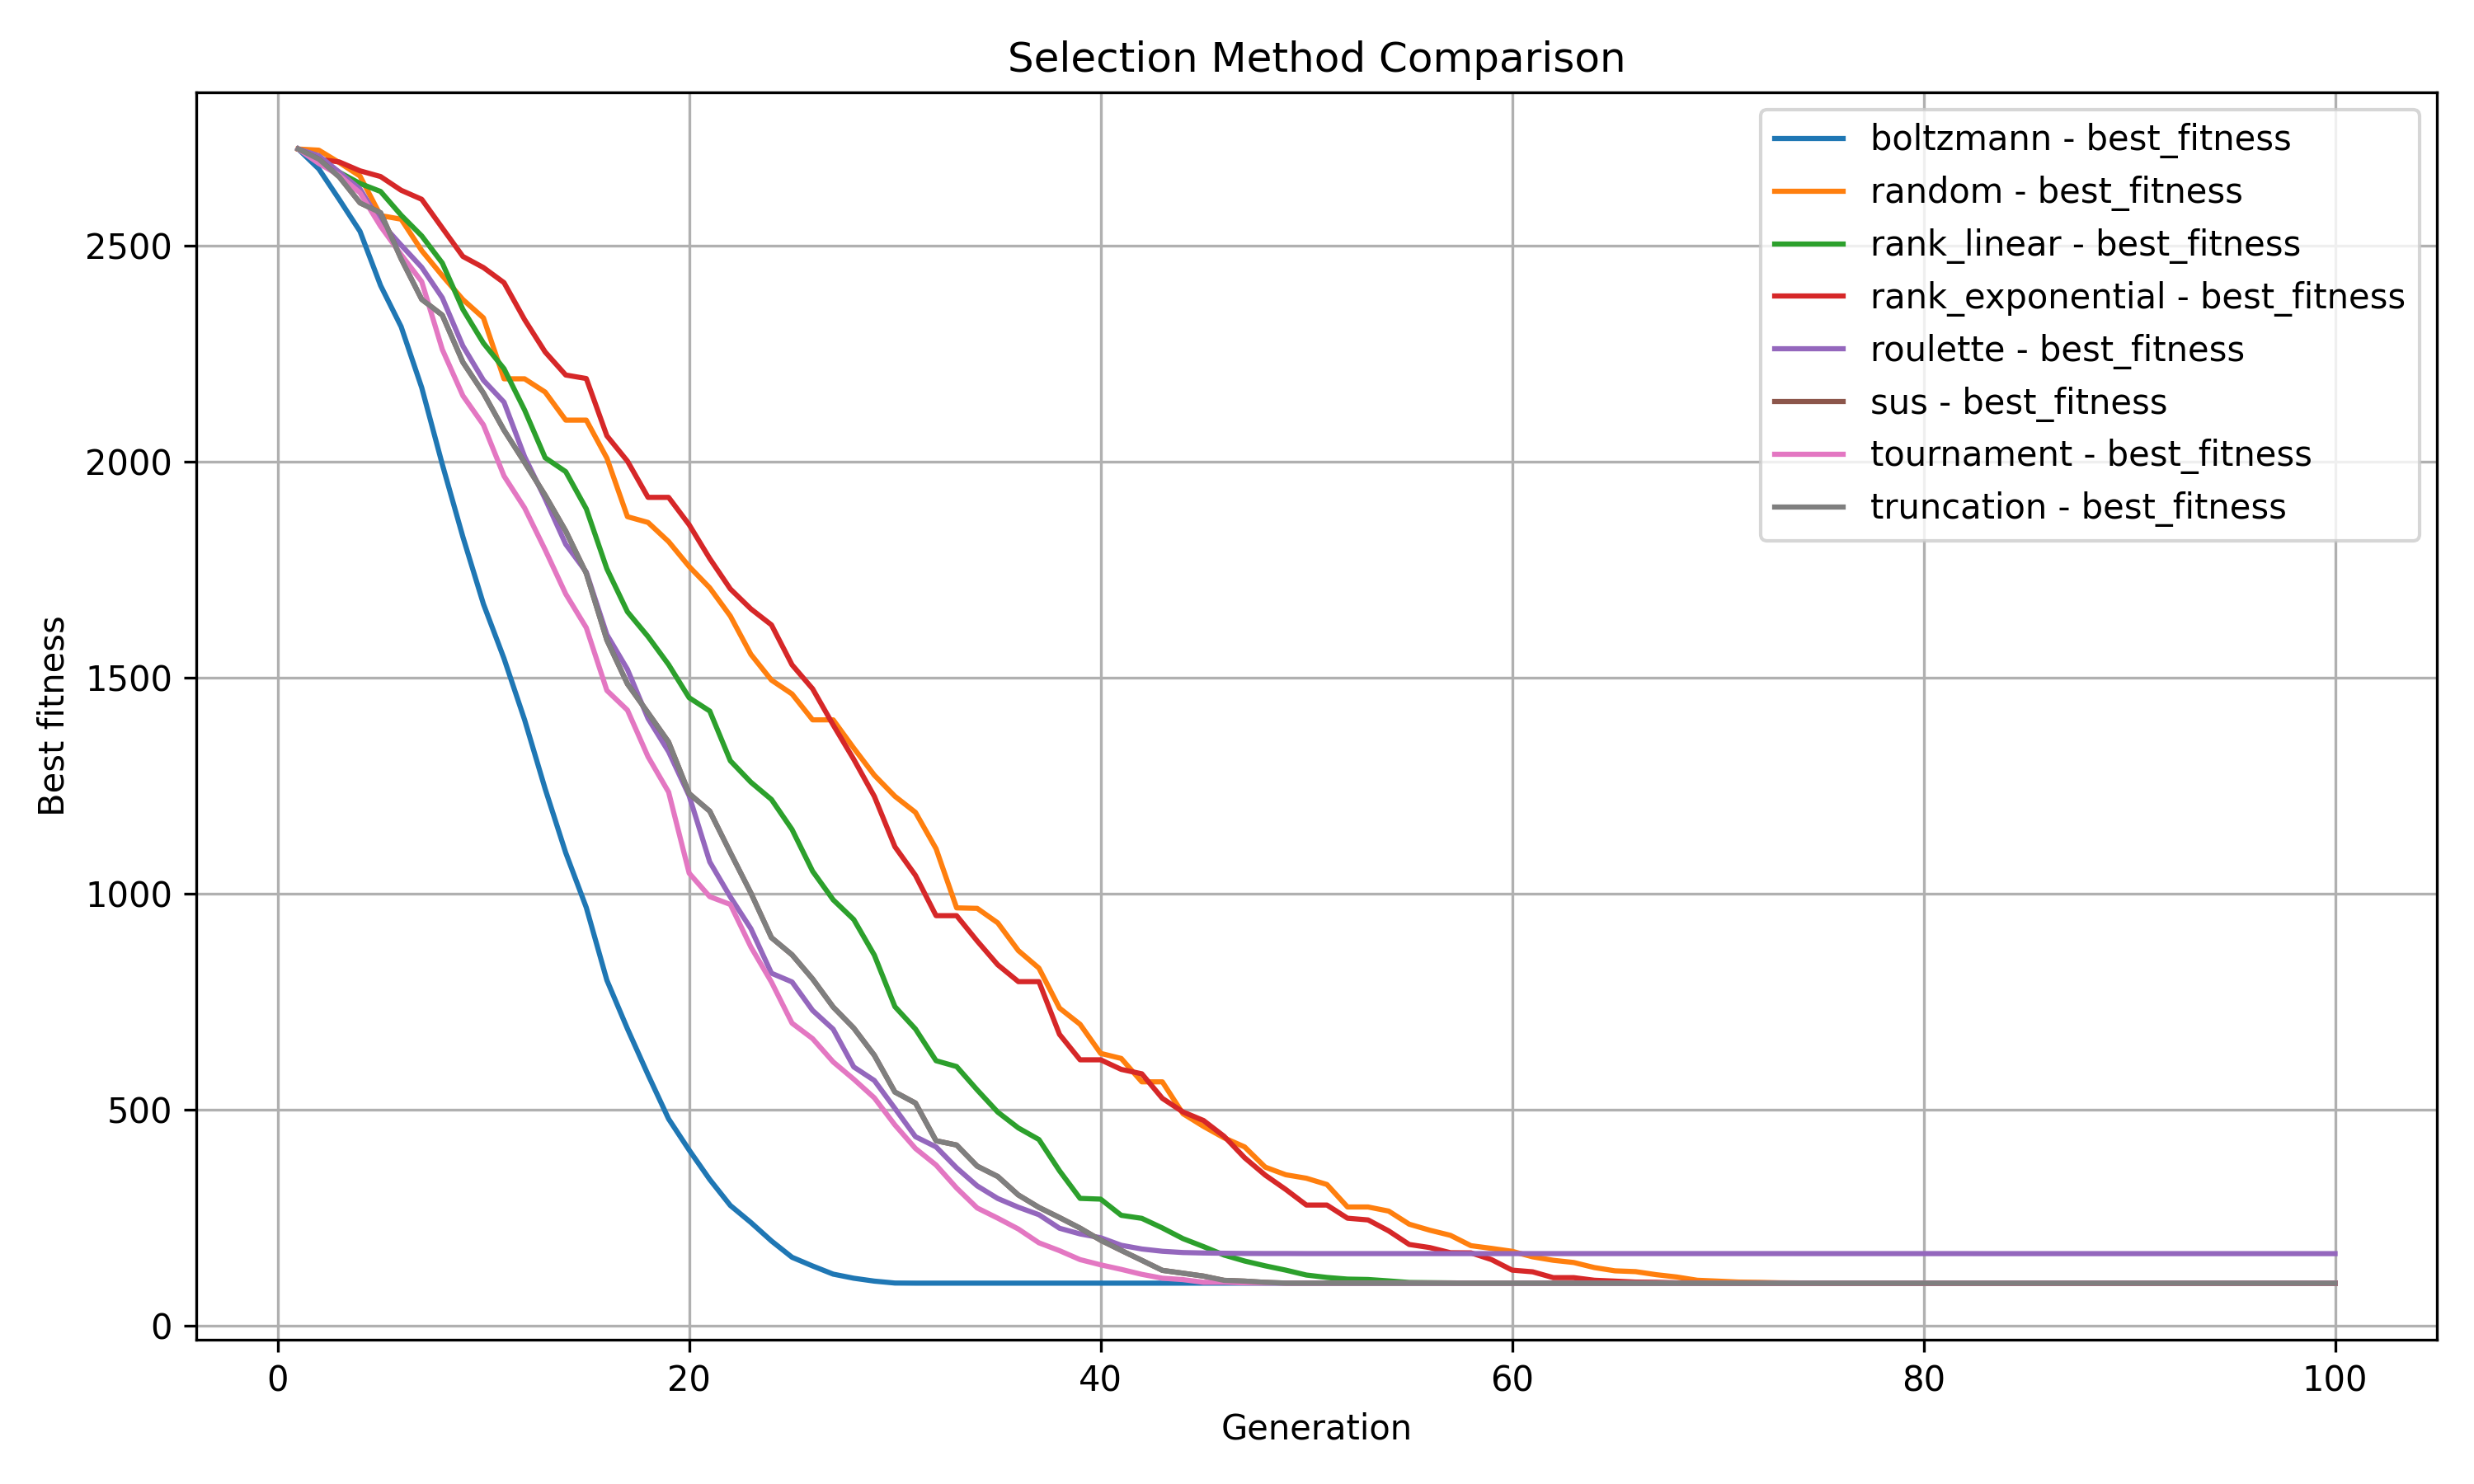 Selection Method Comparison
boltzmann - best_fitness
random - best_fitness
rank_linear - best_fitness
rank_exponential - best_fitness
roulette - best_fitness
sus - best_fitness
tournament - best_fitness
truncation - best_fitness
Best fitness
2500
2000
1500
1000
500
0
0 20 40 60 80 100
Generation